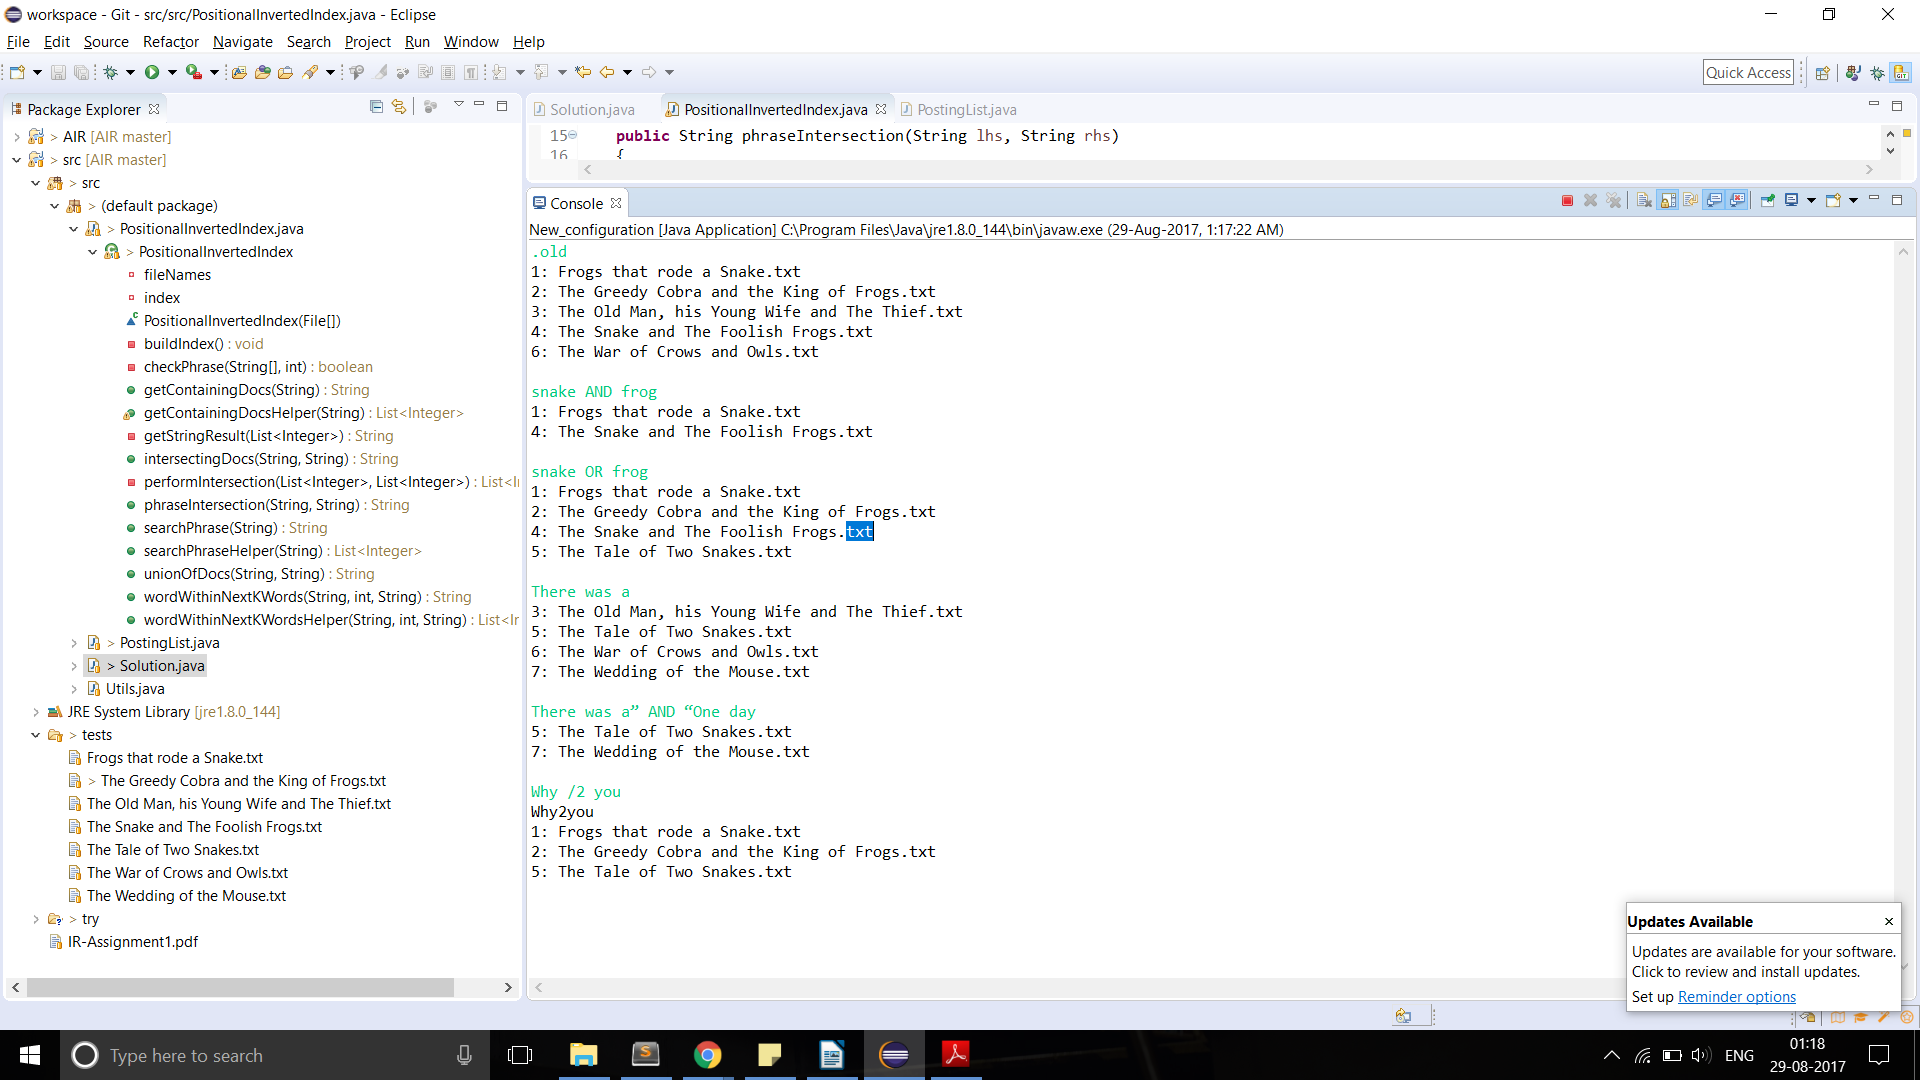 workspace - Git - src/src/PositionalInvertedIndex.java - Eclipse
File Edit Source Refactor Navigate Search Project Run Window Help
Quick Access
Package Explorer
> AIR [AIR master]
> src [AIR master]
> src
> (default package)
> PositionalInvertedIndex.java
> PositionalInvertedIndex
fileNames
index
PositionalInvertedIndex(File[])
buildIndex() : void
checkPhrase(String[], int) : boolean
getContainingDocs(String) : String
getContainingDocsHelper(String) : List<Integer>
getStringResult(List<Integer>) : String
intersectingDocs(String, String) : String
performIntersection(List<Integer>, List<Integer>) : List<I
phraseIntersection(String, String) : String
searchPhrase(String) : String
searchPhraseHelper(String) : List<Integer>
unionOfDocs(String, String) : String
wordWithinNextKWords(String, int, String) : String
wordWithinNextKWordsHelper(String, int, String) : List<Ir
> PostingList.java
> Solution.java
Utils.java
JRE System Library [jre1.8.0_144]
> tests
Frogs that rode a Snake.txt
> The Greedy Cobra and the King of Frogs.txt
The Old Man, his Young Wife and The Thief.txt
The Snake and The Foolish Frogs.txt
The Tale of Two Snakes.txt
The War of Crows and Owls.txt
The Wedding of the Mouse.txt
> try
IR-Assignment1.pdf
Solution.java PositionalInvertedIndex.java PostingList.java
15 public String phraseIntersection(String lhs, String rhs)
16 {
Console
New_configuration [Java Application] C:\Program Files\Java\jre1.8.0_144\bin\javaw.exe (29-Aug-2017, 1:17:22 AM)
.old
1: Frogs that rode a Snake.txt
2: The Greedy Cobra and the King of Frogs.txt
3: The Old Man, his Young Wife and The Thief.txt
4: The Snake and The Foolish Frogs.txt
6: The War of Crows and Owls.txt
snake AND frog
1: Frogs that rode a Snake.txt
4: The Snake and The Foolish Frogs.txt
snake OR frog
1: Frogs that rode a Snake.txt
2: The Greedy Cobra and the King of Frogs.txt
4: The Snake and The Foolish Frogs.txt
5: The Tale of Two Snakes.txt
There was a
3: The Old Man, his Young Wife and The Thief.txt
5: The Tale of Two Snakes.txt
6: The War of Crows and Owls.txt
7: The Wedding of the Mouse.txt
There was a” AND “One day
5: The Tale of Two Snakes.txt
7: The Wedding of the Mouse.txt
Why /2 you
Why2you
1: Frogs that rode a Snake.txt
2: The Greedy Cobra and the King of Frogs.txt
5: The Tale of Two Snakes.txt
Updates Available
Updates are available for your software.
Click to review and install updates.
Set up Reminder options
Type here to search
ENG
01:18
29-08-2017